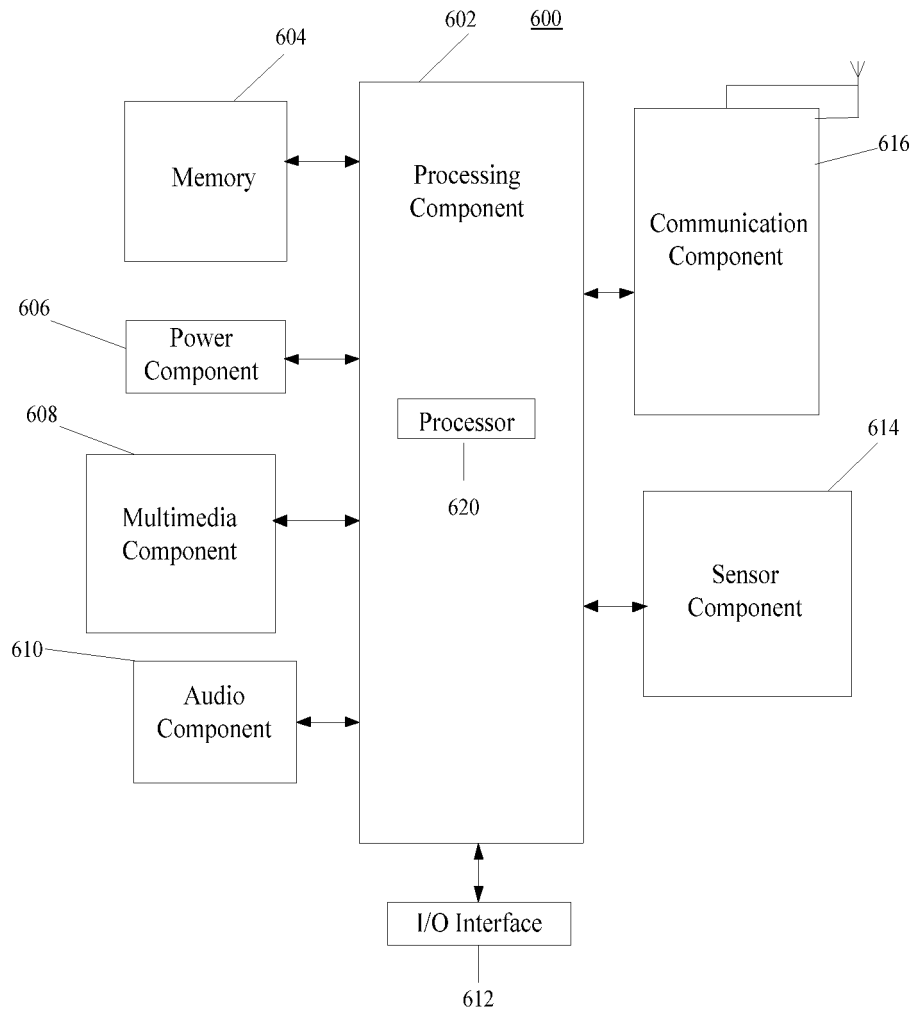 602
600
604
Memory
Processing
Component
616
Communication
Component
606
Power
Component
608
Processor
620
614
Multimedia
Component
Sensor
Component
610
Audio
Component
I/O Interface
612